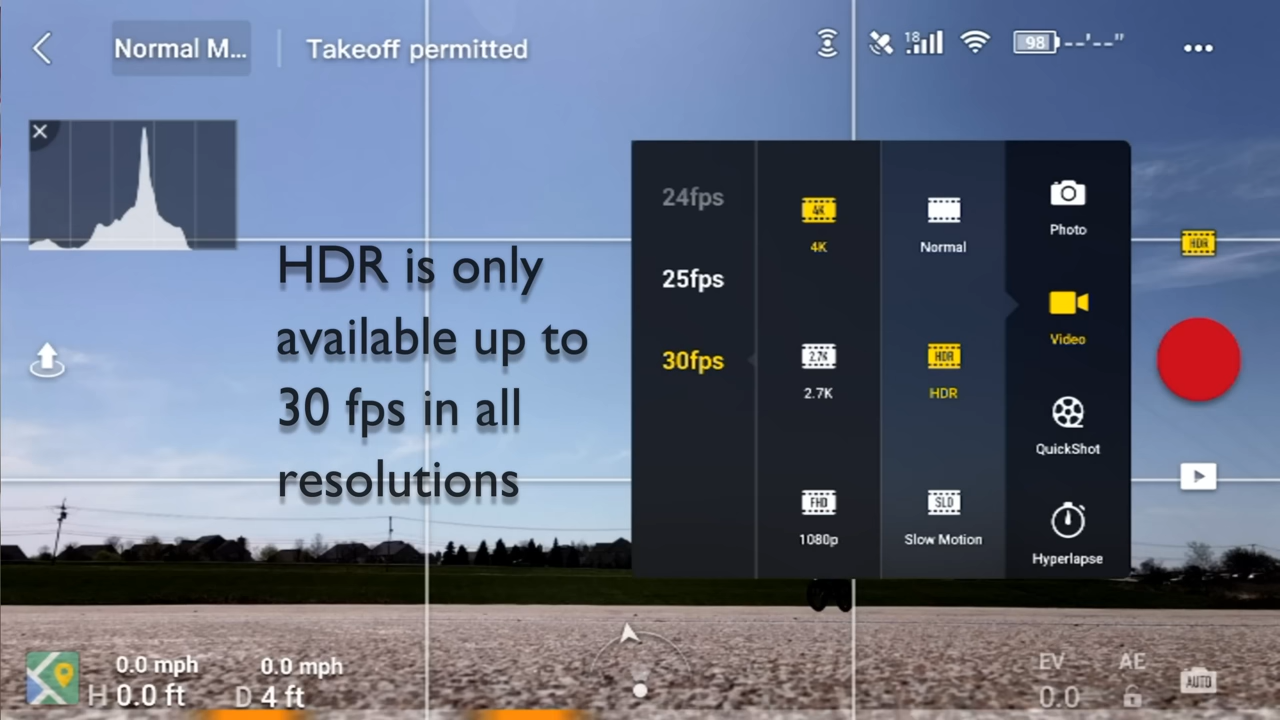 Normal M...
Takeoff permitted
18
98
--'--"
HDR is only
available up to
30 fps in all
resolutions
24fps
25fps
30fps
4K
4K
2.7K
2.7K
FHD
1080p
Normal
HDR
HDR
SLO
Slow Motion
Photo
Video
QuickShot
Hyperlapse
HDR
0.0 mph
0.0 mph
H 0.0 ft
D 4 ft
EV
0.0
AE
AUTO